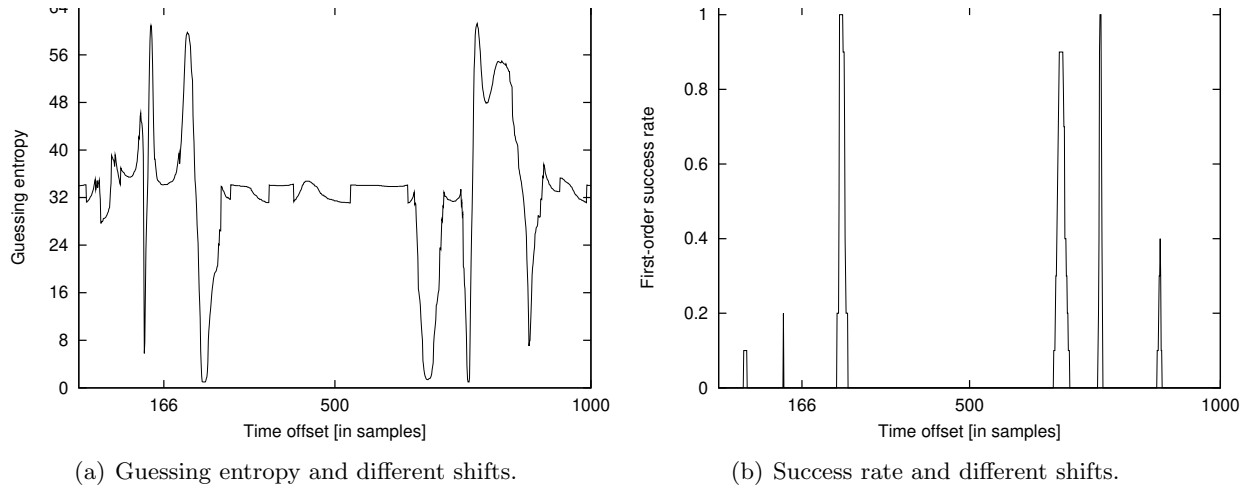 64
56
48
40
32
24
16
8
0
Guessing entropy
166 500 1000
Time offset [in samples]
(a) Guessing entropy and different shifts.
1
0.8
0.6
0.4
0.2
0
First-order success rate
166 500 1000
Time offset [in samples]
(b) Success rate and different shifts.